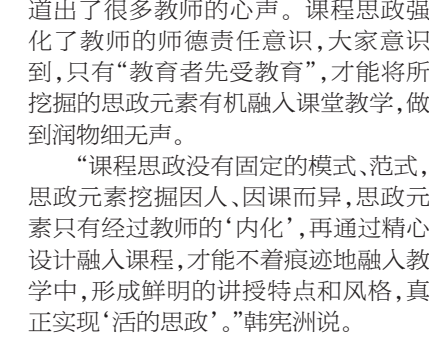 道出了很多教师的心声。课程思政强
化了教师的师德责任意识,大家意识
到,只有“教育者先受教育”,才能将所
挖掘的思政元素有机融入课堂教学,做
到润物细无声。
“课程思政没有固定的模式、范式,
思政元素挖掘因人、因课而异,思政元
素只有经过教师的‘内化’,再通过精心
设计融入课程,才能不着痕迹地融入教
学中,形成鲜明的讲授特点和风格,真
正实现‘活的思政’。”韩宪洲说。